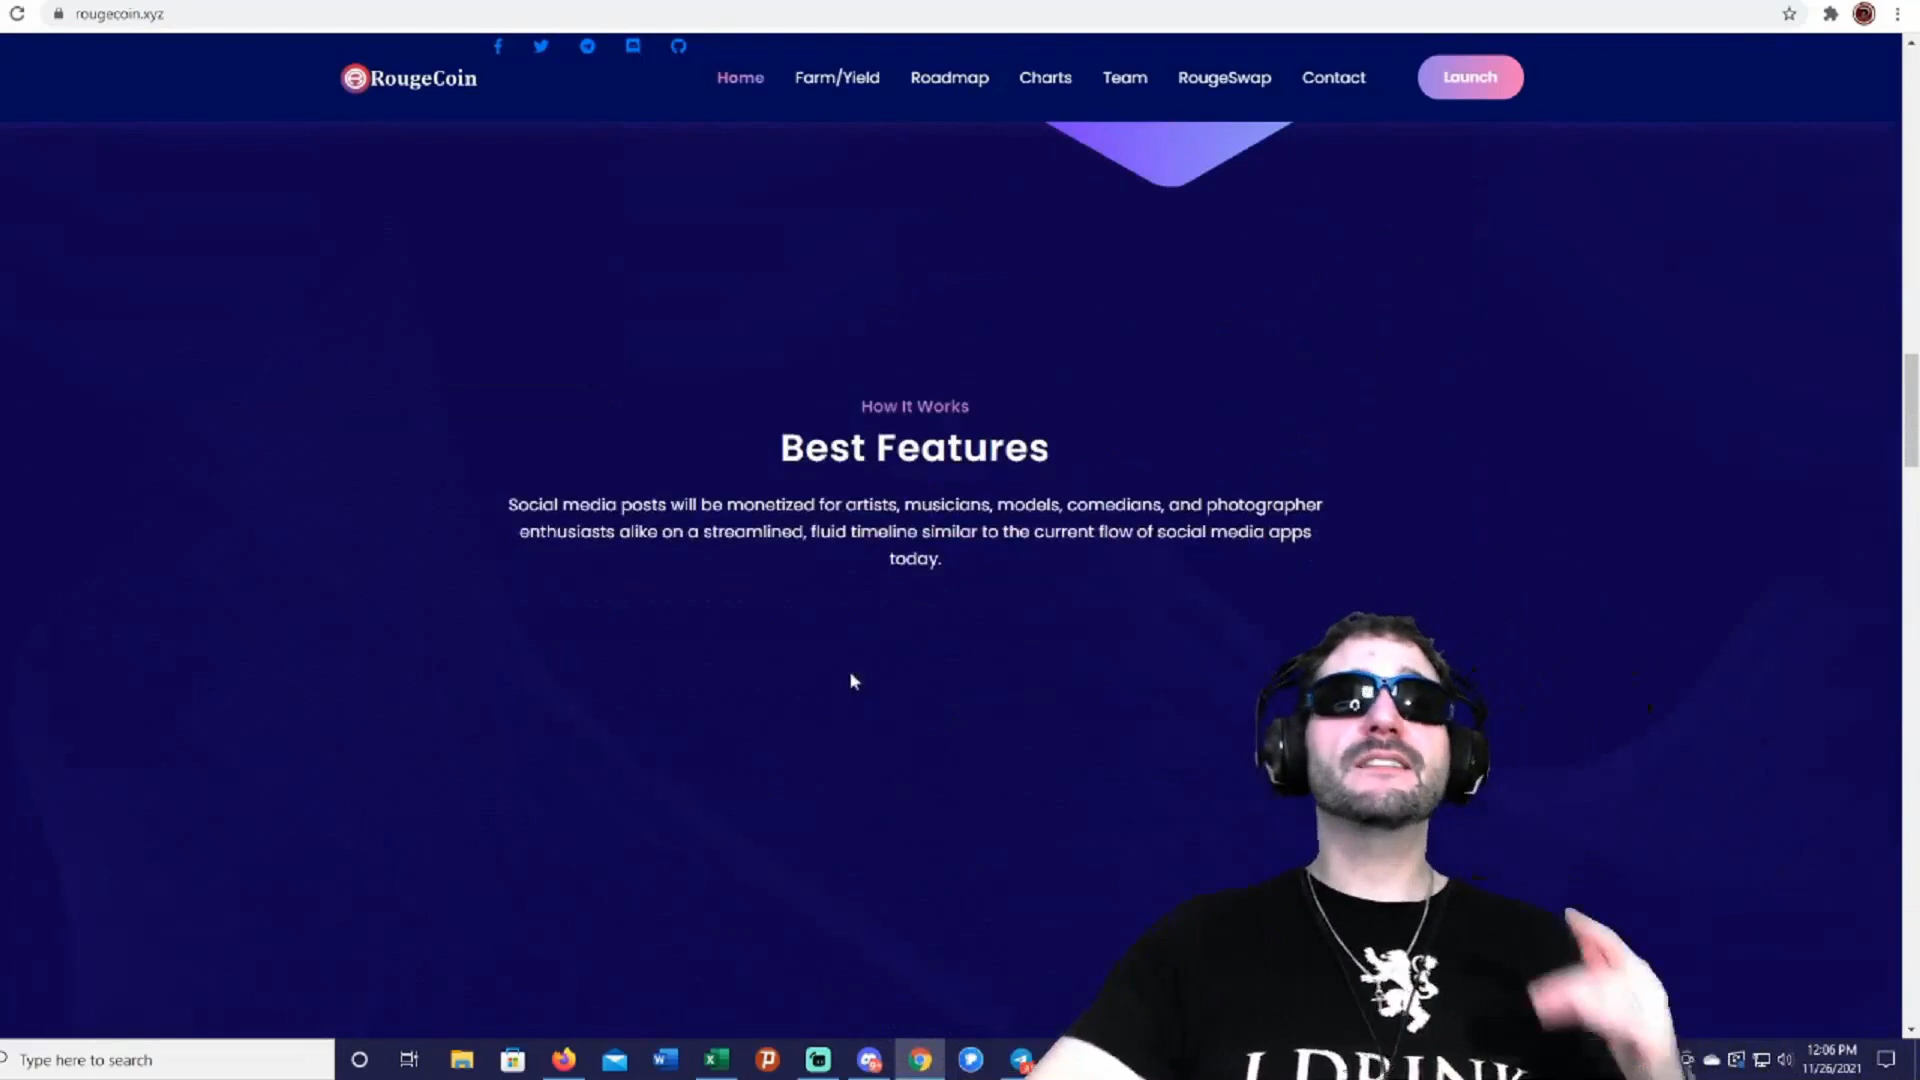 rougecoin.xyz
RougeCoin
Home Farm/Yield Roadmap Charts Team RougeSwap Contact Launch
How It Works
Best Features
Social media posts will be monetized for artists, musicians, models, comedians, and photographer
enthusiasts alike on a streamlined, fluid timeline similar to the current flow of social media apps
today.
I DRINK
Type here to search
12:06 PM
11/26/2021